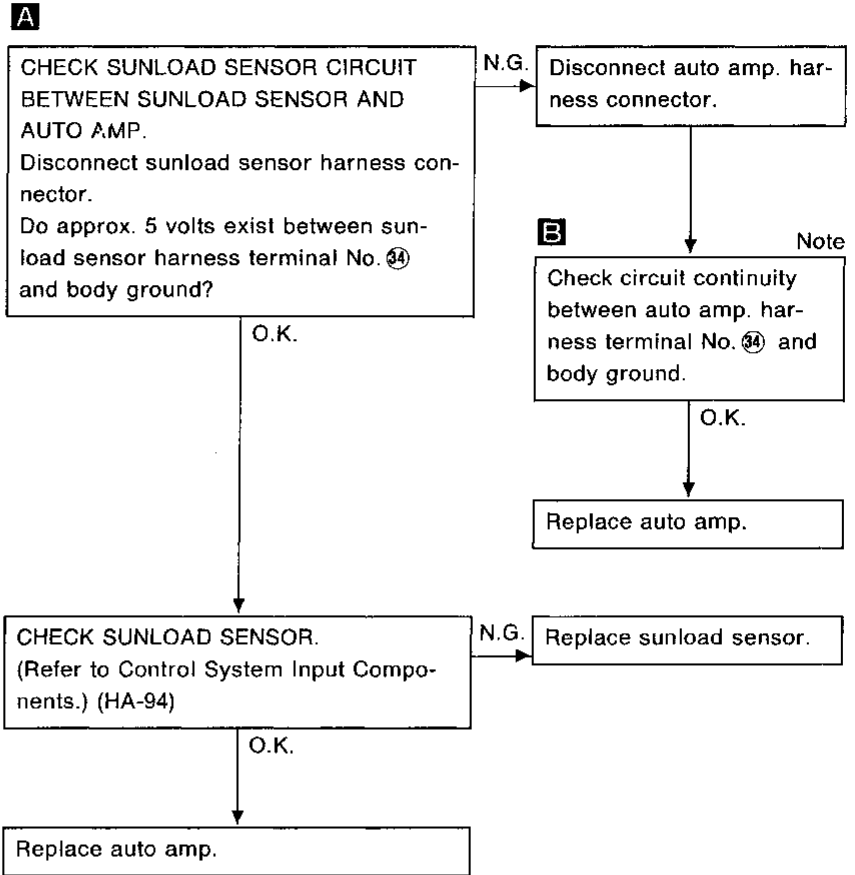 A
CHECK SUNLOAD SENSOR CIRCUIT
BETWEEN SUNLOAD SENSOR AND
AUTO AMP.
Disconnect sunload sensor harness con-
nector.
Do approx. 5 volts exist between sun-
load sensor harness terminal No. ㉞
and body ground?
N.G.
Disconnect auto amp. har-
ness connector.
O.K.
B
Note
Check circuit continuity
between auto amp. har-
ness terminal No. ㉞ and
body ground.
O.K.
Replace auto amp.
CHECK SUNLOAD SENSOR.
(Refer to Control System Input Compo-
nents.) (HA-94)
N.G.
Replace sunload sensor.
O.K.
Replace auto amp.